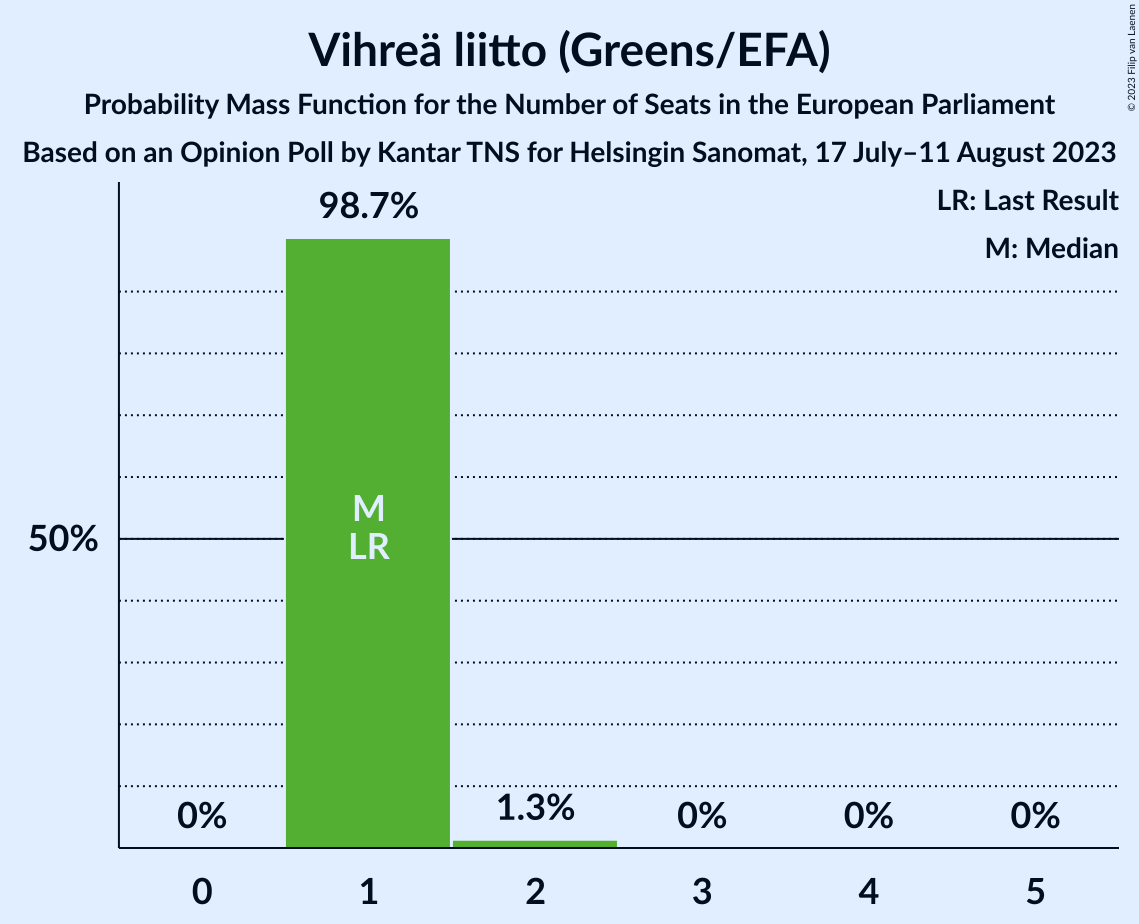 Vihreä liitto (Greens/EFA)
Probability Mass Function for the Number of Seats in the European Parliament
Based on an Opinion Poll by Kantar TNS for Helsingin Sanomat, 17 July–11 August 2023
© 2023 Filip van Laenen
LR: Last Result
M: Median
98.7%
M
LR
50%
0%
1.3%
0%
0%
0%
0
1
2
3
4
5